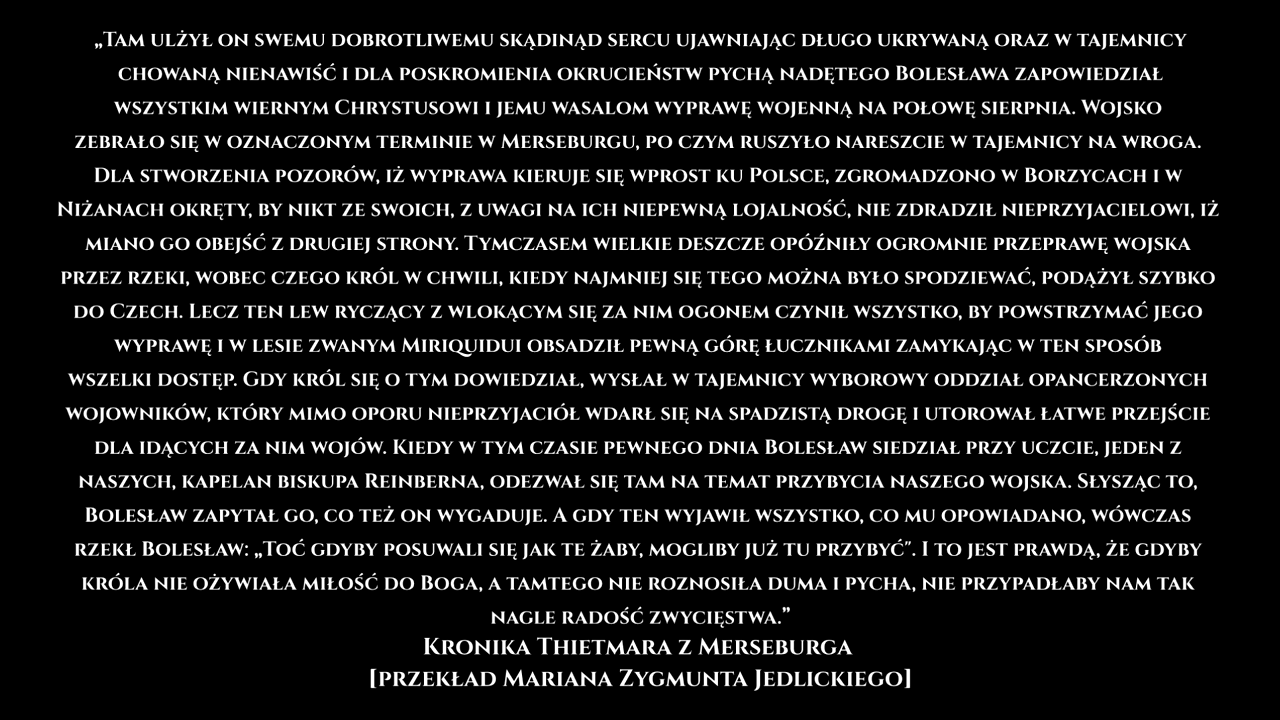 „Tam ulżył on swemu dobrotliwemu skądinąd sercu ujawniając długo ukrywaną oraz w tajemnicy
chowaną nienawiść i dla poskromienia okrucieństw pychą nadętego Bolesława zapowiedział
wszystkim wiernym Chrystusowi i jemu wasalom wyprawę wojenną na połowę sierpnia. Wojsko
zebrało się w oznaczonym terminie w Merseburgu, po czym ruszyło nareszcie w tajemnicy na wroga.
Dla stworzenia pozorów, iż wyprawa kieruje się wprost ku Polsce, zgromadzono w Borzycach i w
Niżanach okręty, by nikt ze swoich, z uwagi na ich niepewną lojalność, nie zdradził nieprzyjacielowi, iż
miano go obejść z drugiej strony. Tymczasem wielkie deszcze opóźniły ogromnie przeprawę wojska
przez rzeki, wobec czego król w chwili, kiedy najmniej się tego można było spodziewać, podążył szybko
do Czech. Lecz ten lew ryczący z wlokącym się za nim ogonem czynił wszystko, by powstrzymać jego
wyprawę i w lesie zwanym Miriquidui obsadził pewną górę łucznikami zamykając w ten sposób
wszelki dostęp. Gdy król się o tym dowiedział, wysłał w tajemnicy wyborowy oddział opancerzonych
wojowników, który mimo oporu nieprzyjaciół wdarł się na spadzistą drogę i utorował łatwe przejście
dla idących za nim wojów. Kiedy w tym czasie pewnego dnia Bolesław siedział przy uczcie, jeden z
naszych, kapelan biskupa Reinberna, odezwał się tam na temat przybycia naszego wojska. Słysząc to,
Bolesław zapytał go, co też on wygaduje. A gdy ten wyjawił wszystko, co mu opowiadano, wówczas
rzekł Bolesław: „Toć gdyby posuwali się jak te żaby, mogliby już tu przybyć″. I to jest prawdą, że gdyby
króla nie ożywiała miłość do Boga, a tamtego nie roznosiła duma i pycha, nie przypadłaby nam tak
nagle radość zwycięstwa.”
Kronika Thietmara z Merseburga
[przekład Mariana Zygmunta Jedlickiego]